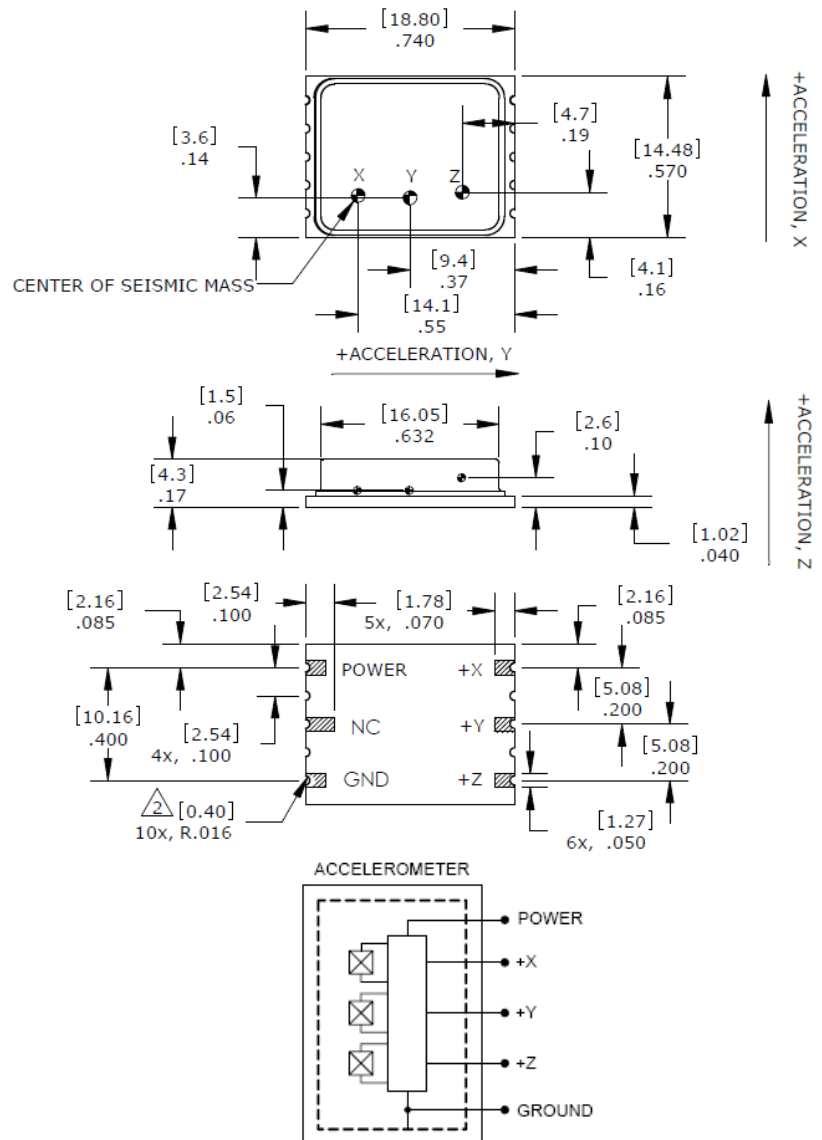 [18.80]
.740
+ACCELERATION, X
[4.7]
.19
[3.6]
.14
[14.48]
.570
X
Y
Z
[9.4]
.37
[4.1]
.16
CENTER OF SEISMIC MASS
[14.1]
.55
+ACCELERATION, Y
[1.5]
.06
[16.05]
.632
[2.6]
.10
+ACCELERATION, Z
[4.3]
.17
[1.02]
.040
[2.16]
.085
[2.54]
.100
[1.78]
5x, .070
[2.16]
.085
POWER
+X
[5.08]
.200
[10.16]
.400
NC
+Y
[2.54]
4x, .100
[5.08]
.200
GND
+Z
2 [0.40]
10x, R.016
[1.27]
6x, .050
ACCELEROMETER
POWER
+X
+Y
+Z
GROUND